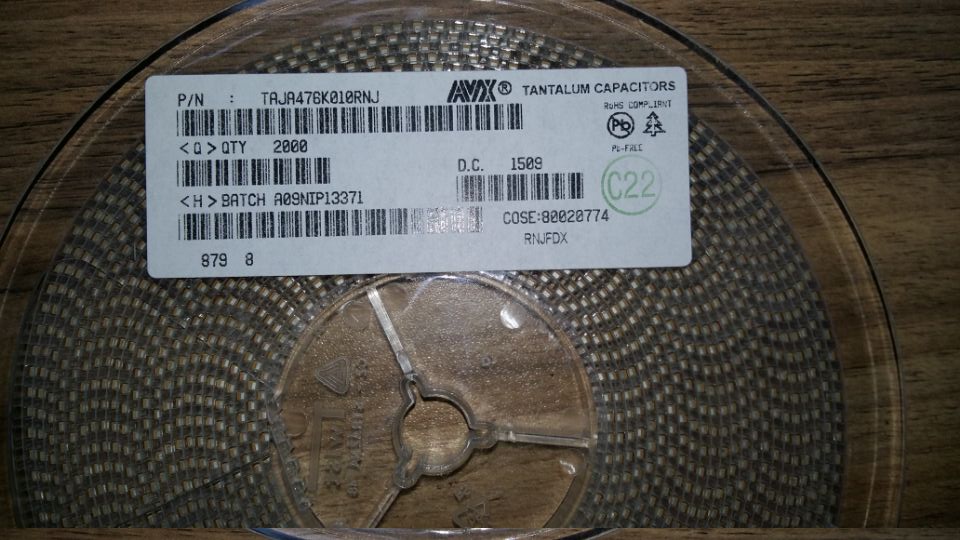 P/N : TAJA476K010RNJ
AVX® TANTALUM CAPACITORS
RoHS COMPLIANT
Pb
Pb-FREE
<Q>QTY 2000
D.C. 1509
C22
<H>BATCH A09NIP13371
COSE:80020774
RNJFDX
879 8